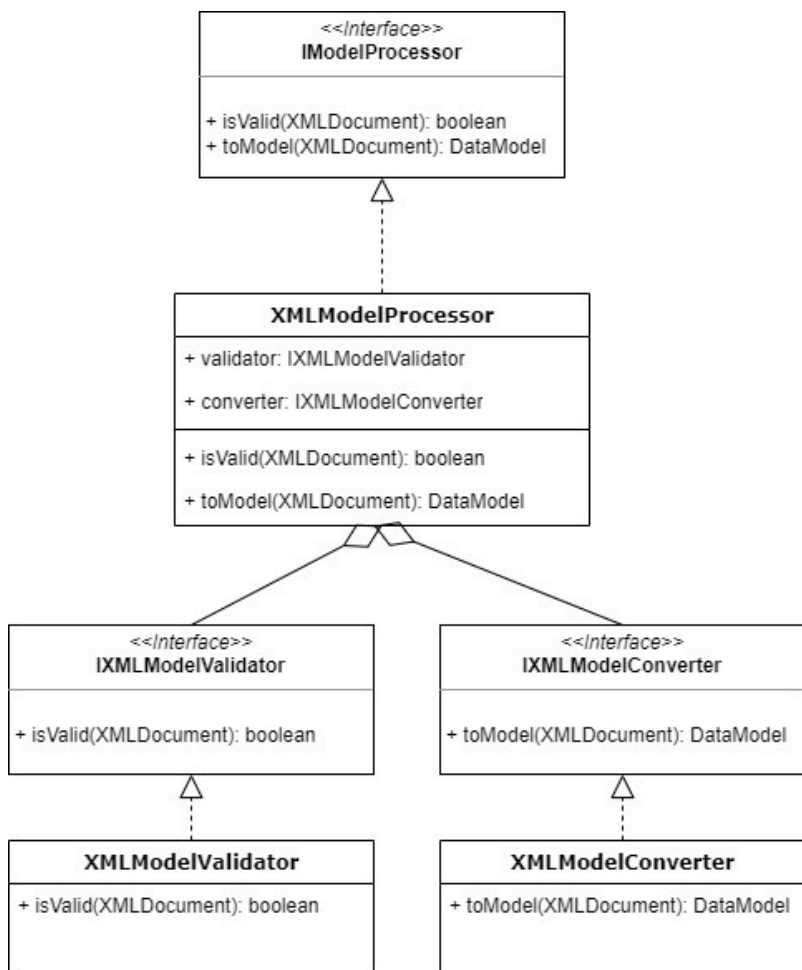 <<Interface>>
IModelProcessor
+ isValid(XMLDocument): boolean
+ toModel(XMLDocument): DataModel
XMLModelProcessor
+ validator: IXMLModelValidator
+ converter: IXMLModelConverter
+ isValid(XMLDocument): boolean
+ toModel(XMLDocument): DataModel
<<Interface>>
IXMLModelValidator
+ isValid(XMLDocument): boolean
<<Interface>>
IXMLModelConverter
+ toModel(XMLDocument): DataModel
XMLModelValidator
+ isValid(XMLDocument): boolean
XMLModelConverter
+ toModel(XMLDocument): DataModel